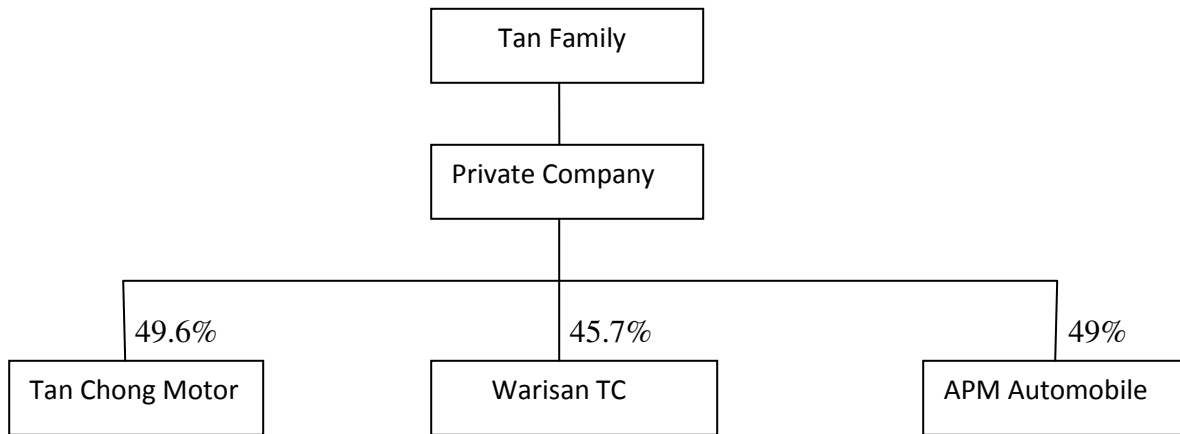 Tan Family
Private Company
49.6%
45.7%
49%
Tan Chong Motor
Warisan TC
APM Automobile